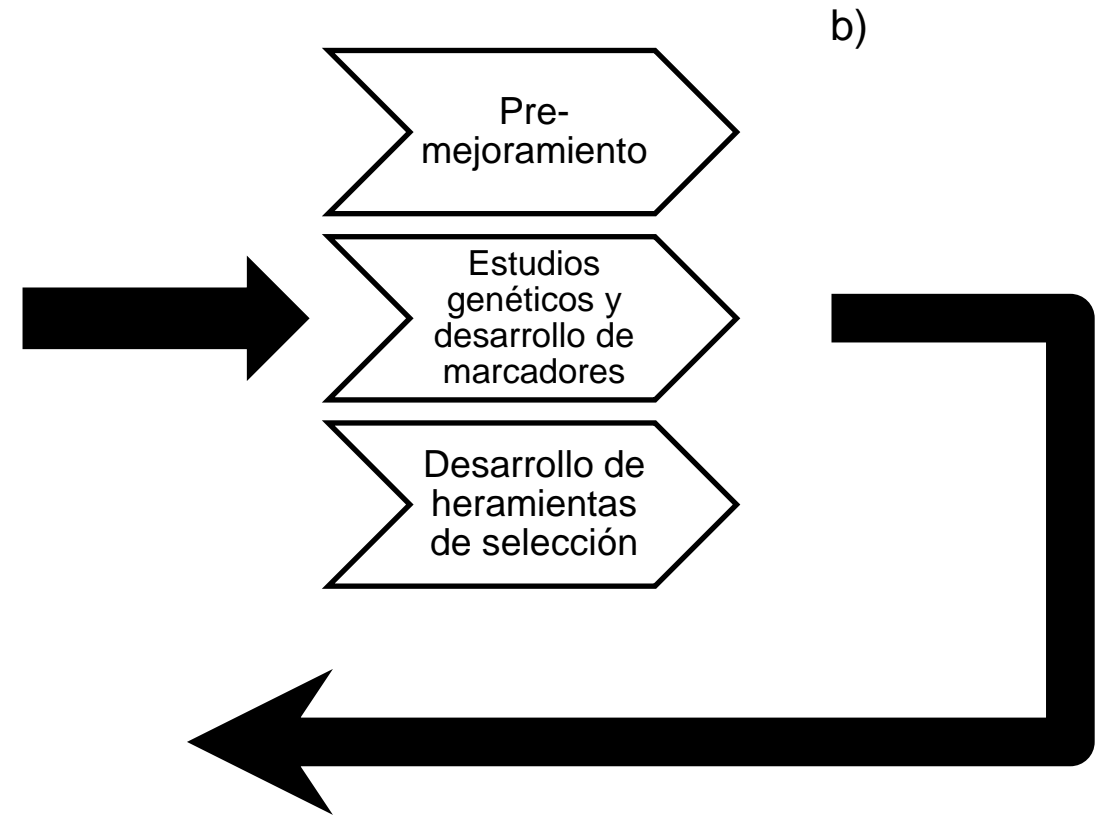 b)
Pre-
mejoramiento
Estudios
genéticos y
desarrollo de
marcadores
Desarrollo de
heramientas
de selección